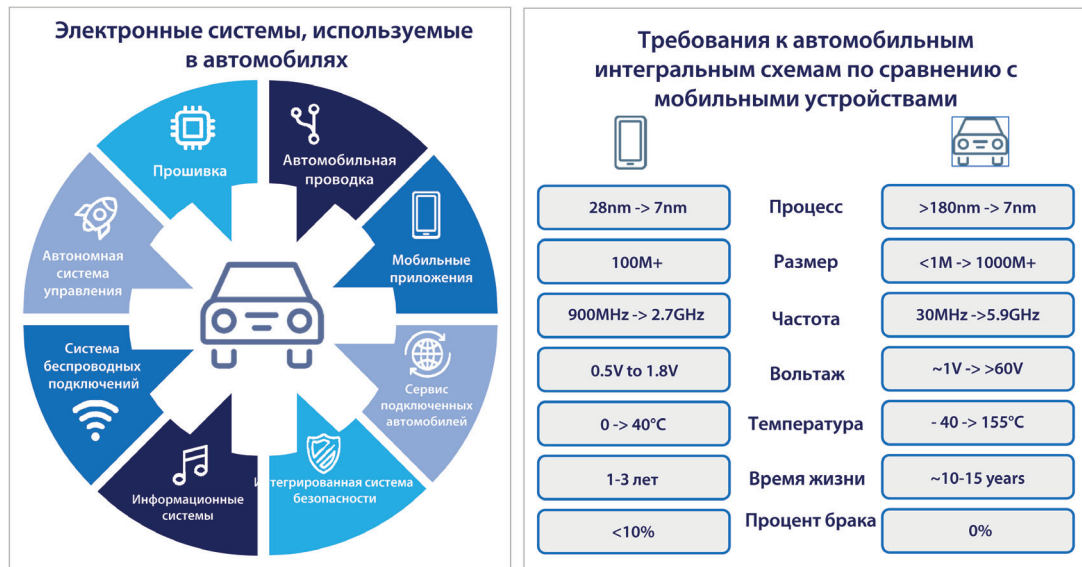 Электронные системы, используемые
в автомобилях
Прошивка
Автомобильная
проводка
Мобильные
приложения
Сервис
подключенных
автомобилей
нтегрированная система
безопасности
Информационные
системы
Система
беспроводных
подключений
Автономная
система
управления
Требования к автомобильным
интегральным схемам по сравнению с
мобильными устройствами
28nm -> 7nm Процесс >180nm -> 7nm
100M+ Размер <1M -> 1000M+
900MHz -> 2.7GHz Частота 30MHz ->5.9GHz
0.5V to 1.8V Вольтаж ~1V -> >60V
0 -> 40°C Температура - 40 -> 155°C
1-3 лет Время жизни ~10-15 years
<10% Процент брака 0%